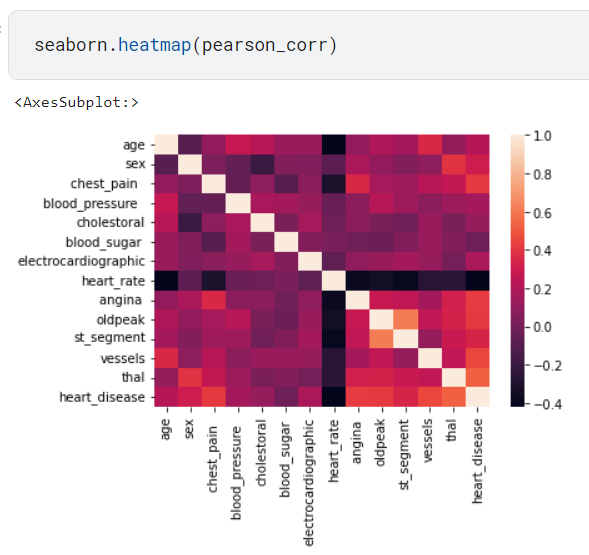 seaborn.heatmap(pearson_corr)
<AxesSubplot:>
age
sex
chest_pain
blood_pressure
cholestoral
blood_sugar
electrocardiographic
heart_rate
angina
oldpeak
st_segment
vessels
thal
heart_disease
1.0
0.8
0.6
0.4
0.2
0.0
−0.2
−0.4
age
sex
chest_pain
blood_pressure
cholestoral
blood_sugar
electrocardiographic
heart_rate
angina
oldpeak
st_segment
vessels
thal
heart_disease